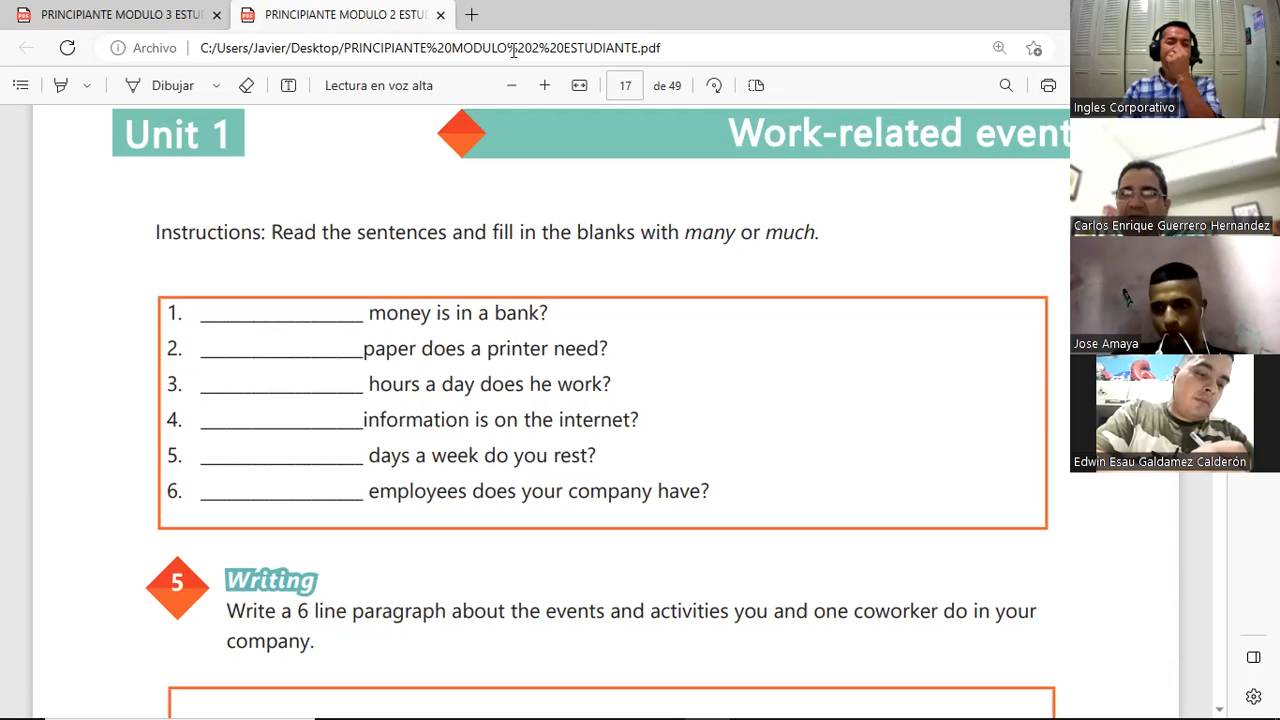 PRINCIPIANTE MODULO 3 ESTU
PRINCIPIANTE MODULO 2 ESTU
Archivo
C:/Users/Javier/Desktop/PRINCIPIANTE%20MODULO%202%20ESTUDIANTE.pdf
Dibujar
Lectura en voz alta
17
de 49
Unit 1
Work-related event
Instructions: Read the sentences and fill in the blanks with many or much.
1. ________________ money is in a bank?
2. ________________paper does a printer need?
3. ________________ hours a day does he work?
4. ________________information is on the internet?
5. ________________ days a week do you rest?
6. ________________ employees does your company have?
5
Writing
Write a 6 line paragraph about the events and activities you and one coworker do in your
company.
Ingles Corporativo
Carlos Enrique Guerrero Hernandez
Jose Amaya
Edwin Esau Galdamez Calderón